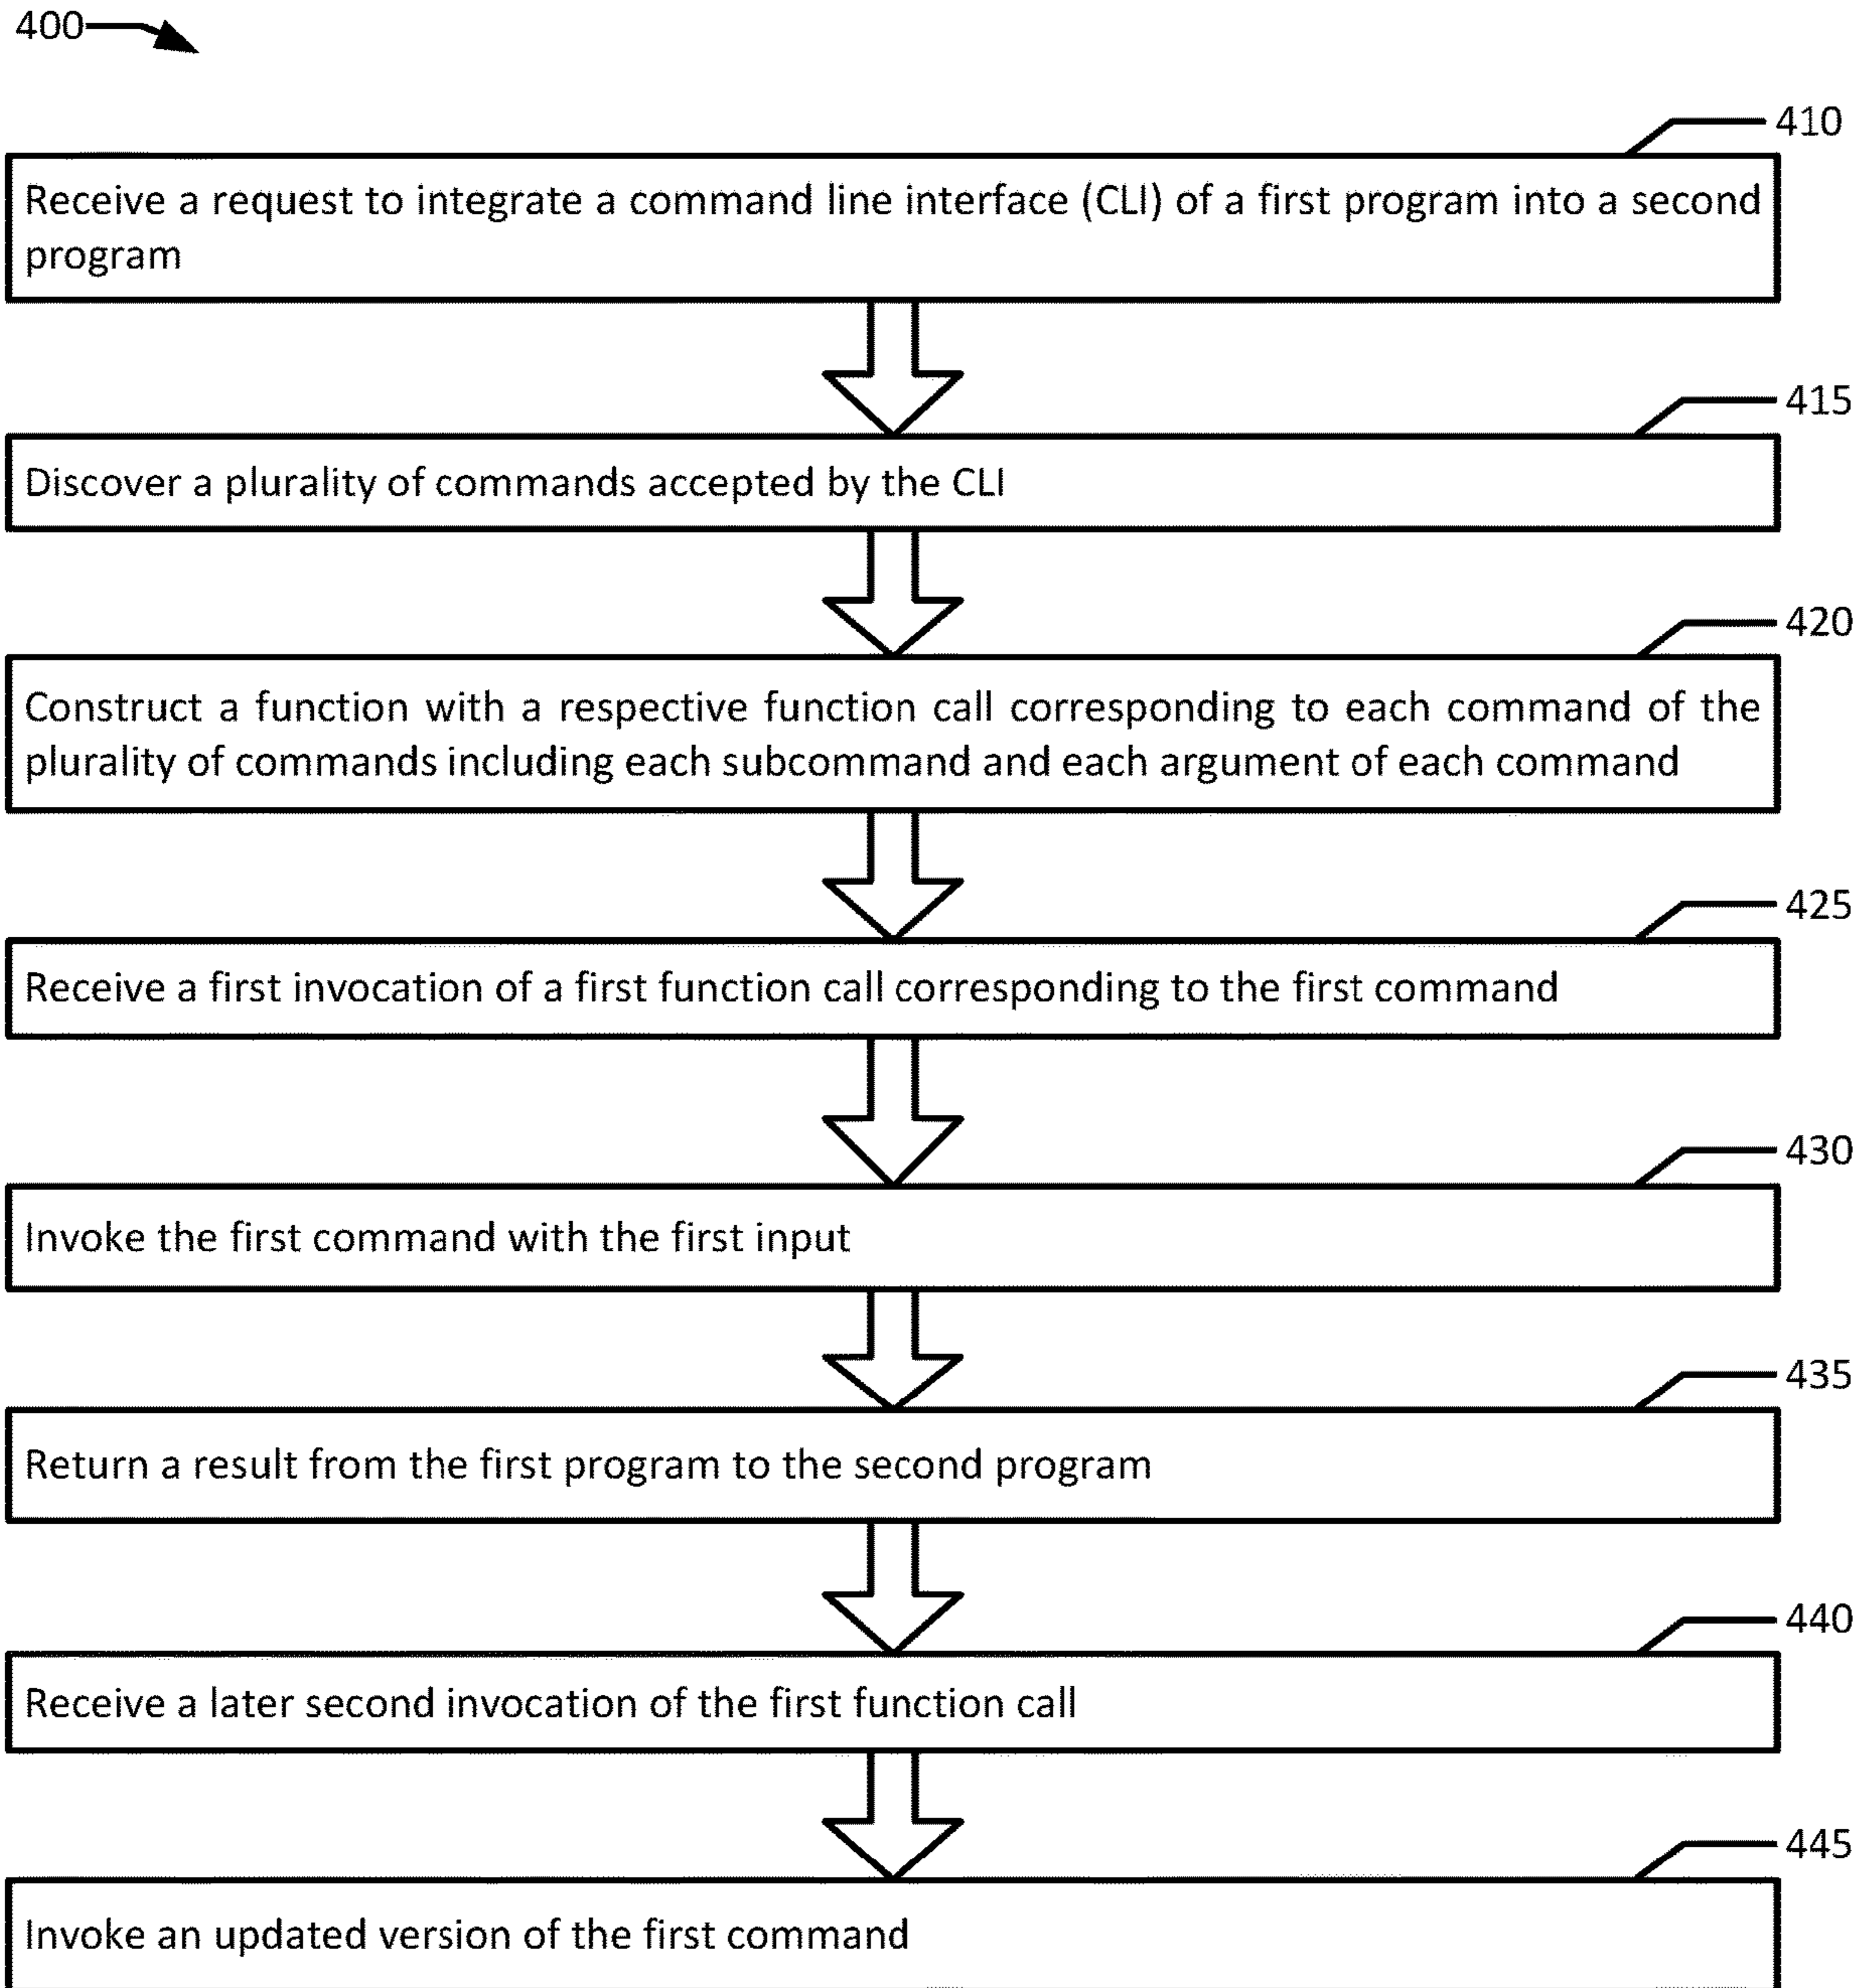 400
410
Receive a request to integrate a command line interface (CLI) of a first program into a second
program
415
Discover a plurality of commands accepted by the CLI
420
Construct a function with a respective function call corresponding to each command of the
plurality of commands including each subcommand and each argument of each command
425
Receive a first invocation of a first function call corresponding to the first command
430
Invoke the first command with the first input
435
Return a result from the first program to the second program
440
Receive a later second invocation of the first function call
445
Invoke an updated version of the first command